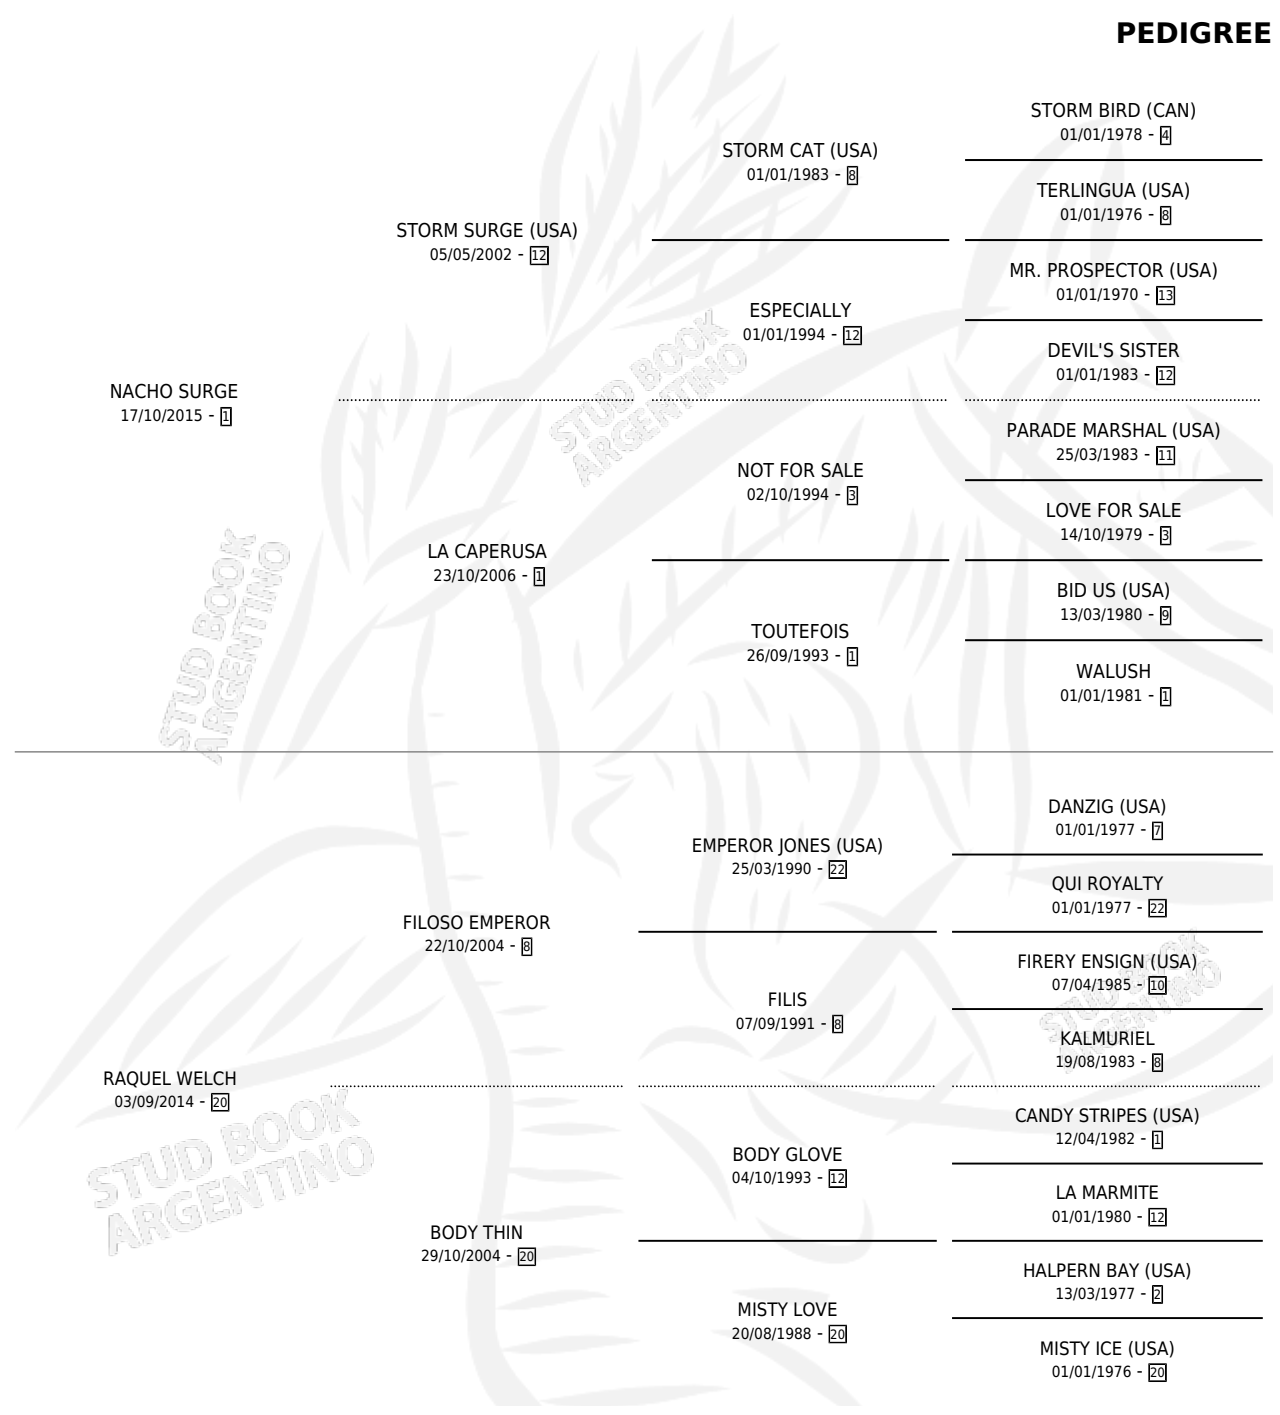 PEDIGREE
STORM BIRD (CAN)
01/01/1978 - 4
STORM CAT (USA)
01/01/1983 - 8
TERLINGUA (USA)
01/01/1976 - 8
STORM SURGE (USA)
05/05/2002 - 12
MR. PROSPECTOR (USA)
01/01/1970 - 13
ESPECIALLY
01/01/1994 - 12
DEVIL'S SISTER
01/01/1983 - 12
NACHO SURGE
17/10/2015 - 1
PARADE MARSHAL (USA)
25/03/1983 - 11
NOT FOR SALE
02/10/1994 - 3
LOVE FOR SALE
14/10/1979 - 3
LA CAPERUSA
23/10/2006 - 1
BID US (USA)
13/03/1980 - 9
TOUTEFOIS
26/09/1993 - 1
WALUSH
01/01/1981 - 1
DANZIG (USA)
01/01/1977 - 7
EMPEROR JONES (USA)
25/03/1990 - 22
QUI ROYALTY
01/01/1977 - 22
FILOSO EMPEROR
22/10/2004 - 8
FIRERY ENSIGN (USA)
07/04/1985 - 10
FILIS
07/09/1991 - 8
KALMURIEL
19/08/1983 - 8
RAQUEL WELCH
03/09/2014 - 20
CANDY STRIPES (USA)
12/04/1982 - 1
BODY GLOVE
04/10/1993 - 12
LA MARMITE
01/01/1980 - 12
BODY THIN
29/10/2004 - 20
HALPERN BAY (USA)
13/03/1977 - 2
MISTY LOVE
20/08/1988 - 20
MISTY ICE (USA)
01/01/1976 - 20
STUD BOOK
ARGENTINO
STUD BOOK
ARGENTINO
STUD BOOK
ARGENTINO
STUD BOOK
ARGENTINO